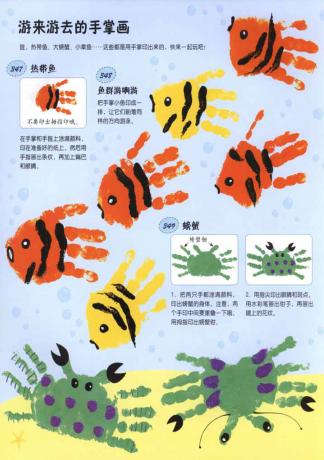 游来游去的手掌画
鱼、热带鱼、大螃蟹、小章鱼……这些都是用手掌印出来的，快来一起玩吧！
347 热带鱼
不要印出拇指印哦。
在手掌和手指上涂满颜料，
印在准备好的纸上，然后用
手指画出条纹，再加上嘴巴
和眼睛。
348
鱼群游啊游
把手掌小鱼印成一
排，让它们朝着同
样的方向游泳。
349 螃蟹
1．把两只手都涂满颜料，
印出螃蟹的身体。注意，两
个手印中间要重叠一下哦，
用拇指印出螃蟹钳。
2．用指尖印出眼睛和斑点，
用水彩笔画出钳子，再画出
腿上的花纹。